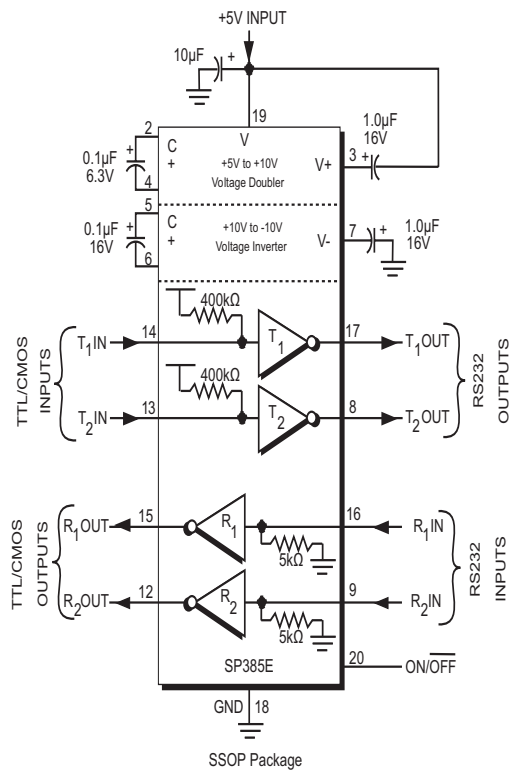 +5V INPUT
10µF +
19
2
V
1.0µF
16V
C
+
+
0.1µF
6.3V
+5V to +10V
Voltage Doubler
V+
3 +
4
5
C
+
+
0.1µF
16V
+10V to -10V
Voltage Inverter
V-
7
+
1.0µF
16V
6
400kΩ
T1IN
14
T1
17
T1OUT
TTL/CMOS
INPUTS
400kΩ
RS232
OUTPUTS
T2IN
13
T2
8
T2OUT
R1OUT
15
R1
16
R1IN
TTL/CMOS
OUTPUTS
5kΩ
RS232
INPUTS
R2OUT
12
R2
9
R2IN
5kΩ
SP385E
20
ON/OFF
GND 18
SSOP Package